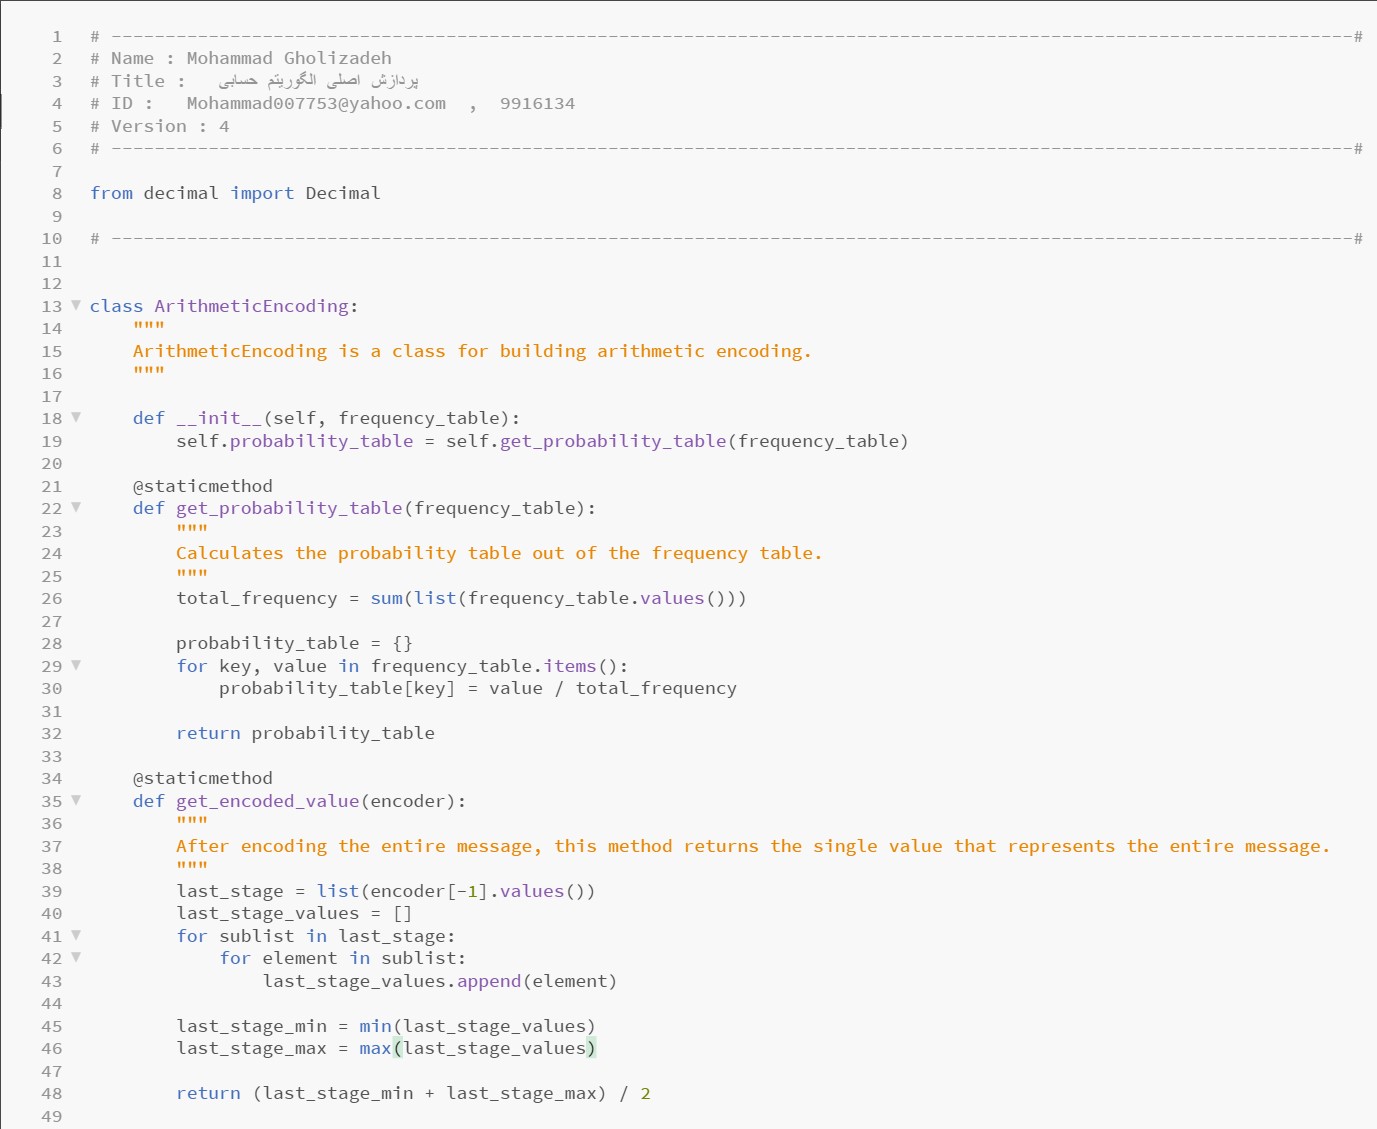 1 # -------------------------------------------------------------------------------------------------------------------#
2 # Name : Mohammad Gholizadeh
3 # Title :   پردازش اصلی الگوریتم حسابی
4 # ID :   Mohammad007753@yahoo.com  ,  9916134
5 # Version : 4
6 # -------------------------------------------------------------------------------------------------------------------#
7
8 from decimal import Decimal
9
10 # -------------------------------------------------------------------------------------------------------------------#
11
12
13 class ArithmeticEncoding:
14     """
15     ArithmeticEncoding is a class for building arithmetic encoding.
16     """
17
18     def __init__(self, frequency_table):
19         self.probability_table = self.get_probability_table(frequency_table)
20
21     @staticmethod
22     def get_probability_table(frequency_table):
23         """
24         Calculates the probability table out of the frequency table.
25         """
26         total_frequency = sum(list(frequency_table.values()))
27
28         probability_table = {}
29         for key, value in frequency_table.items():
30             probability_table[key] = value / total_frequency
31
32         return probability_table
33
34     @staticmethod
35     def get_encoded_value(encoder):
36         """
37         After encoding the entire message, this method returns the single value that represents the entire message.
38         """
39         last_stage = list(encoder[-1].values())
40         last_stage_values = []
41         for sublist in last_stage:
42             for element in sublist:
43                 last_stage_values.append(element)
44
45         last_stage_min = min(last_stage_values)
46         last_stage_max = max(last_stage_values)
47
48         return (last_stage_min + last_stage_max) / 2
49